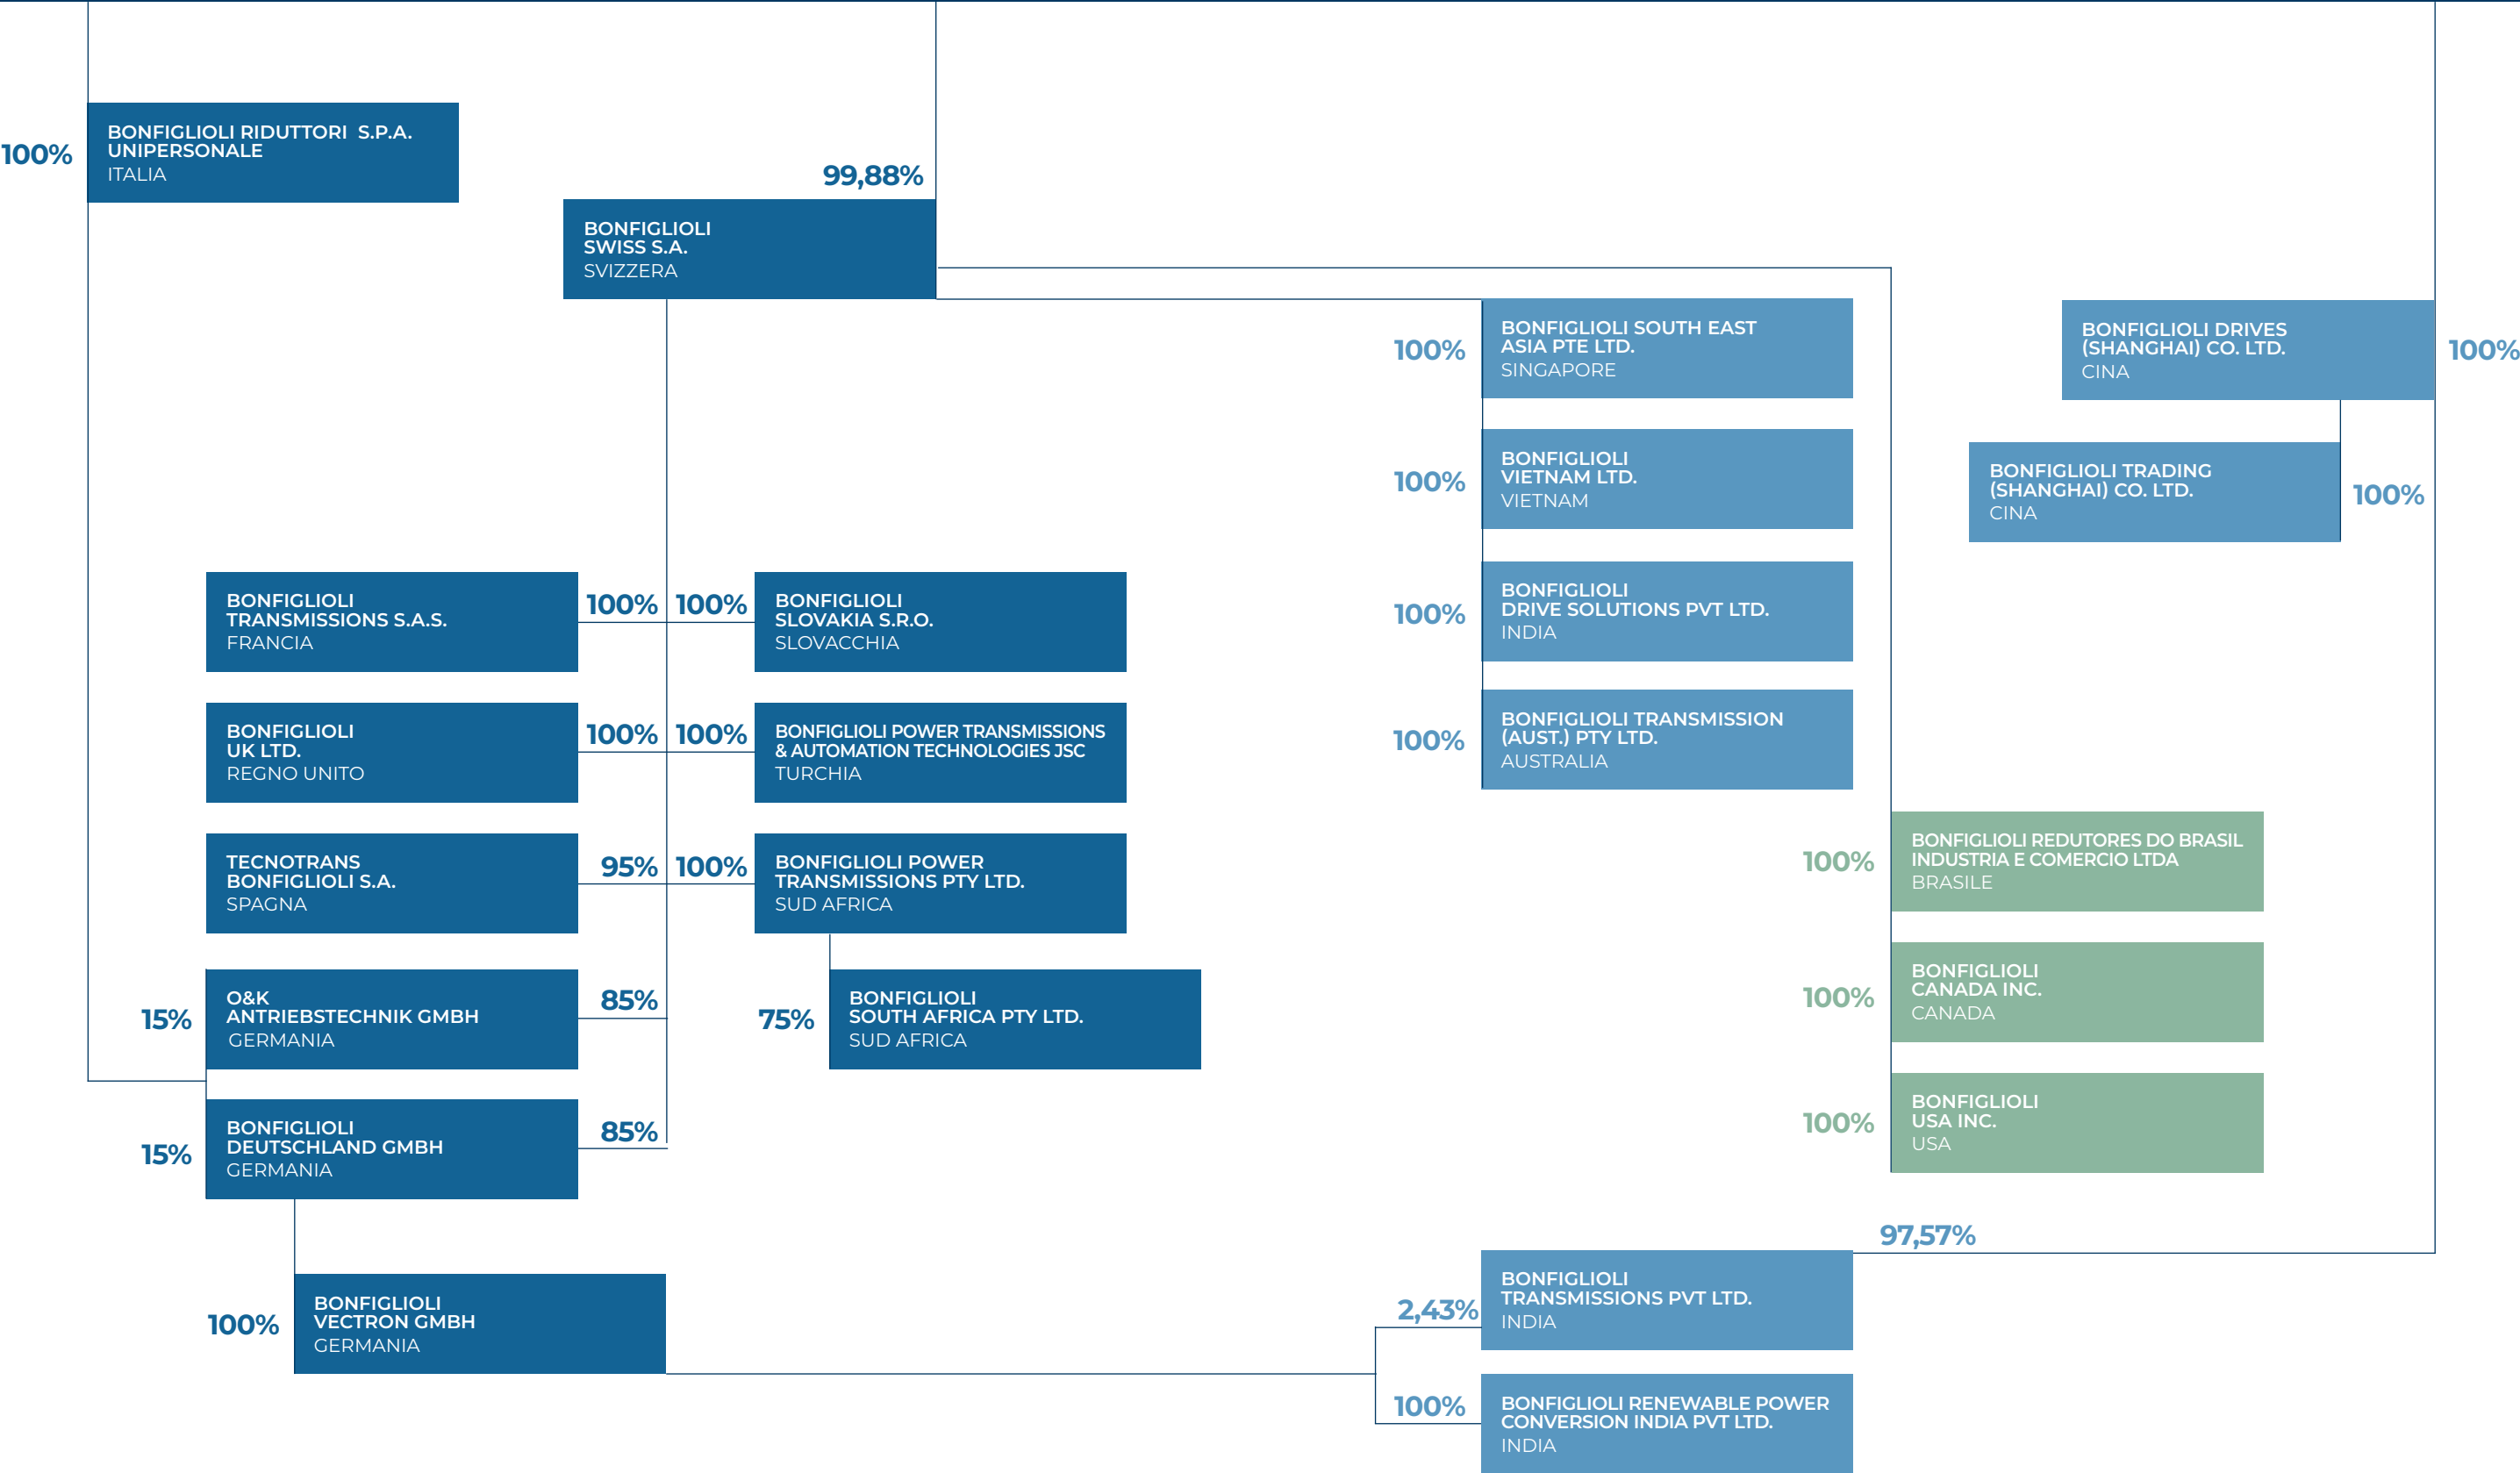 100%
BONFIGLIOLI RIDUTTORI S.P.A.
UNIPERSONALE
ITALIA
99,88%
BONFIGLIOLI
SWISS S.A.
SVIZZERA
100%
BONFIGLIOLI SOUTH EAST
ASIA PTE LTD.
SINGAPORE
BONFIGLIOLI DRIVES
(SHANGHAI) CO. LTD.
CINA
100%
100%
BONFIGLIOLI
VIETNAM LTD.
VIETNAM
BONFIGLIOLI TRADING
(SHANGHAI) CO. LTD.
CINA
100%
BONFIGLIOLI
TRANSMISSIONS S.A.S.
FRANCIA
100%
100%
BONFIGLIOLI
SLOVAKIA S.R.O.
SLOVACCHIA
100%
BONFIGLIOLI
DRIVE SOLUTIONS PVT LTD.
INDIA
BONFIGLIOLI
UK LTD.
REGNO UNITO
100%
100%
BONFIGLIOLI POWER TRANSMISSIONS
& AUTOMATION TECHNOLOGIES JSC
TURCHIA
100%
BONFIGLIOLI TRANSMISSION
(AUST.) PTY LTD.
AUSTRALIA
TECNOTRANS
BONFIGLIOLI S.A.
SPAGNA
95%
100%
BONFIGLIOLI POWER
TRANSMISSIONS PTY LTD.
SUD AFRICA
100%
BONFIGLIOLI REDUTORES DO BRASIL
INDUSTRIA E COMERCIO LTDA
BRASILE
15%
O&K
ANTRIEBSTECHNIK GMBH
GERMANIA
85%
75%
BONFIGLIOLI
SOUTH AFRICA PTY LTD.
SUD AFRICA
100%
BONFIGLIOLI
CANADA INC.
CANADA
15%
BONFIGLIOLI
DEUTSCHLAND GMBH
GERMANIA
85%
100%
BONFIGLIOLI
USA INC.
USA
97,57%
100%
BONFIGLIOLI
VECTRON GMBH
GERMANIA
2,43%
BONFIGLIOLI
TRANSMISSIONS PVT LTD.
INDIA
100%
BONFIGLIOLI RENEWABLE POWER
CONVERSION INDIA PVT LTD.
INDIA